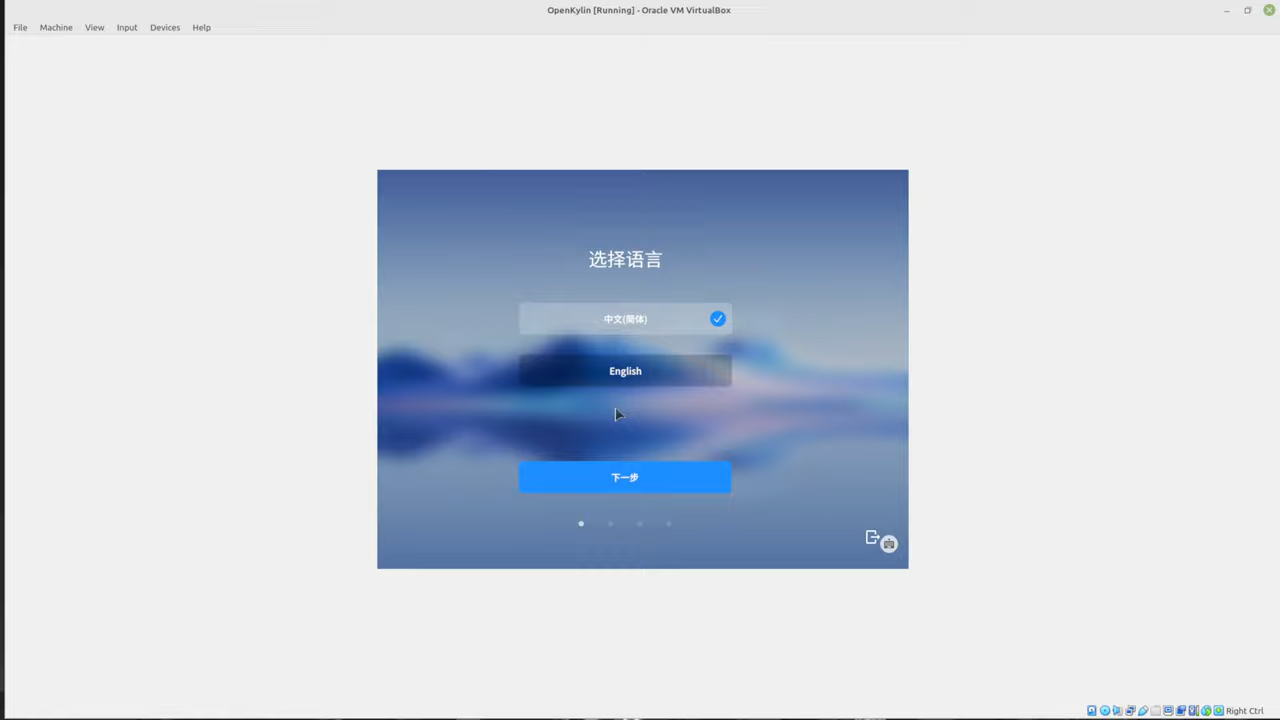 OpenKylin [Running] - Oracle VM VirtualBox
File Machine View Input Devices Help
选择语言
中文(简体)
English
下一步
Right Ctrl